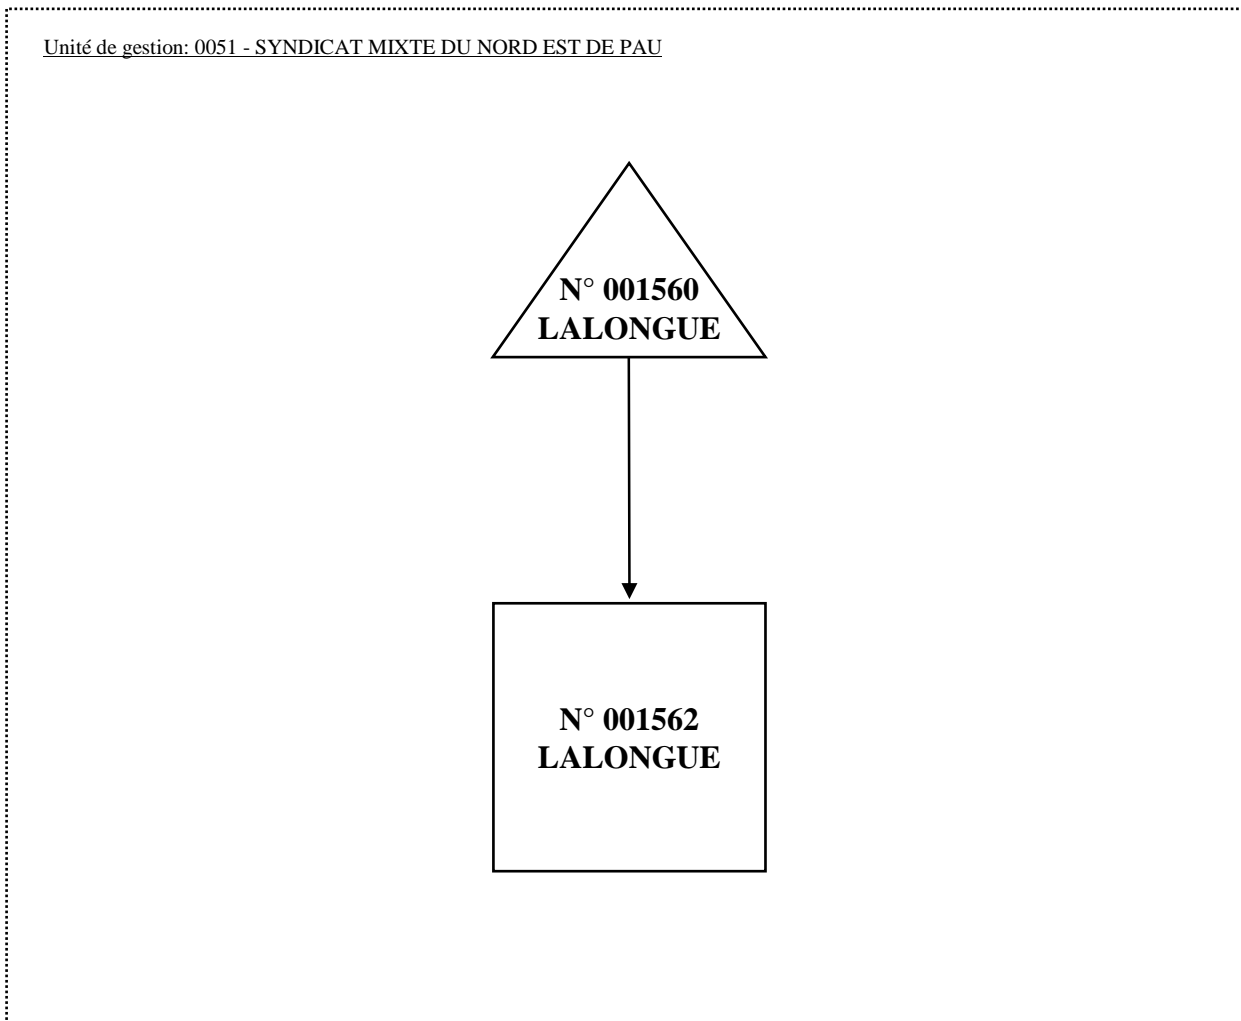 Unité de gestion: 0051 - SYNDICAT MIXTE DU NORD EST DE PAU
N° 001560
LALONGUE
N° 001562
LALONGUE